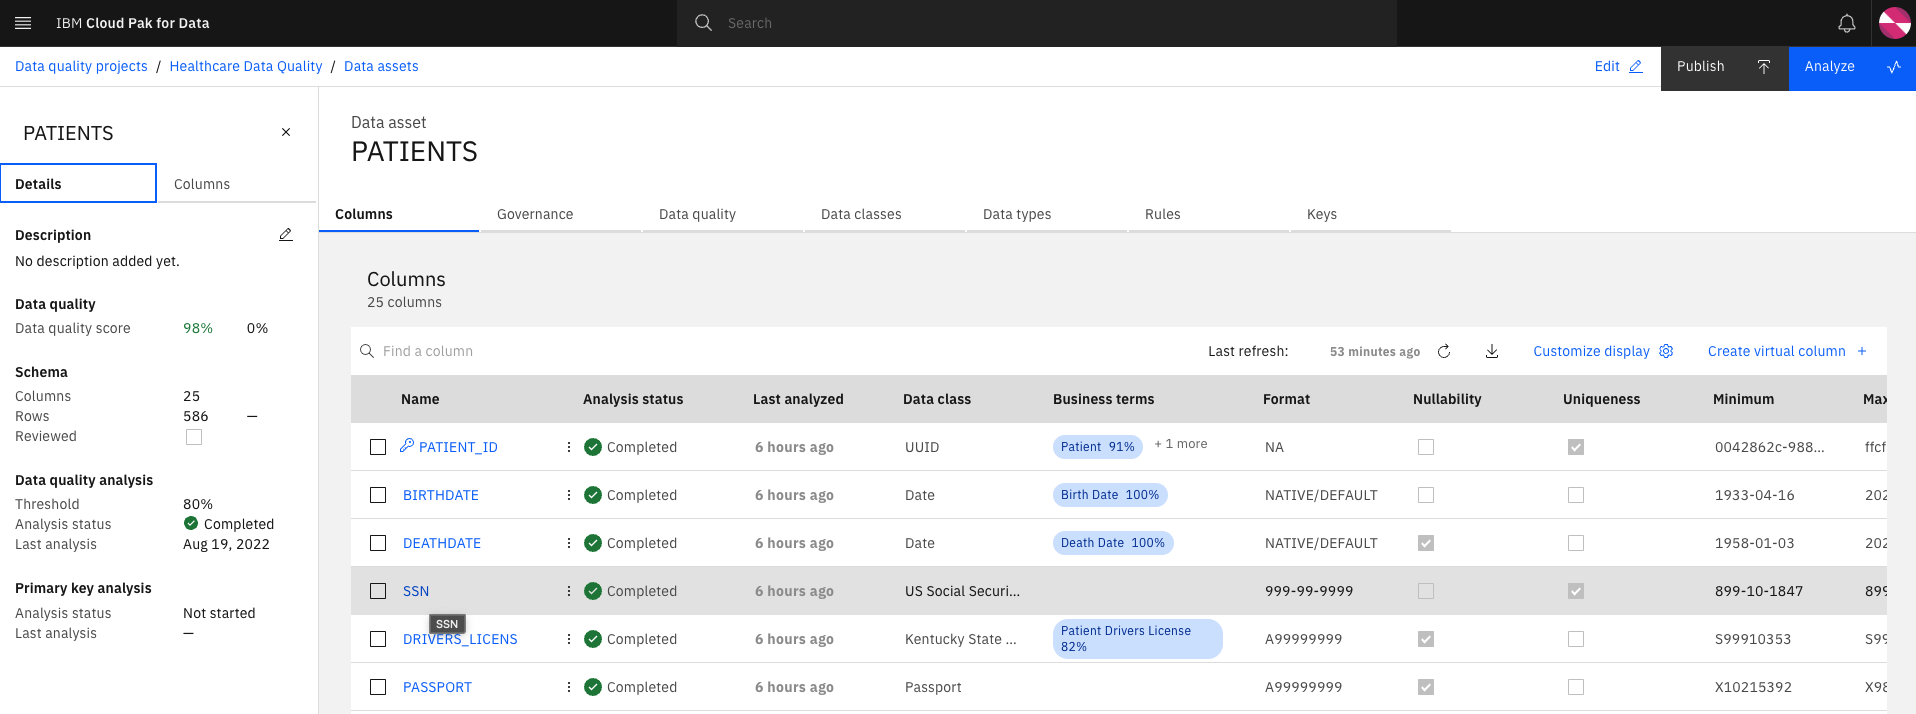 IBM Cloud Pak for Data
Search
Data quality projects / Healthcare Data Quality / Data assets
Edit
Publish
Analyze
PATIENTS
Details
Columns
Description
No description added yet.
Data quality
Data quality score 98% 0%
Schema
Columns 25
Rows 586 —
Reviewed
Data quality analysis
Threshold 80%
Analysis status Completed
Last analysis Aug 19, 2022
Primary key analysis
Analysis status Not started
Last analysis —
Data asset
PATIENTS
Columns Governance Data quality Data classes Data types Rules Keys
Columns
25 columns
Find a column
Last refresh: 53 minutes ago
Customize display
Create virtual column +
Name Analysis status Last analyzed Data class Business terms Format Nullability Uniqueness Minimum Max
PATIENT_ID Completed 6 hours ago UUID Patient 91% + 1 more NA 0042862c-988... ffcf
BIRTHDATE Completed 6 hours ago Date Birth Date 100% NATIVE/DEFAULT 1933-04-16 202
DEATHDATE Completed 6 hours ago Date Death Date 100% NATIVE/DEFAULT 1958-01-03 202
SSN Completed 6 hours ago US Social Securi... 999-99-9999 899-10-1847 899
SSN
DRIVERS_LICENS Completed 6 hours ago Kentucky State ... Patient Drivers License 82% A99999999 S99910353 S99
PASSPORT Completed 6 hours ago Passport A99999999 X10215392 X98